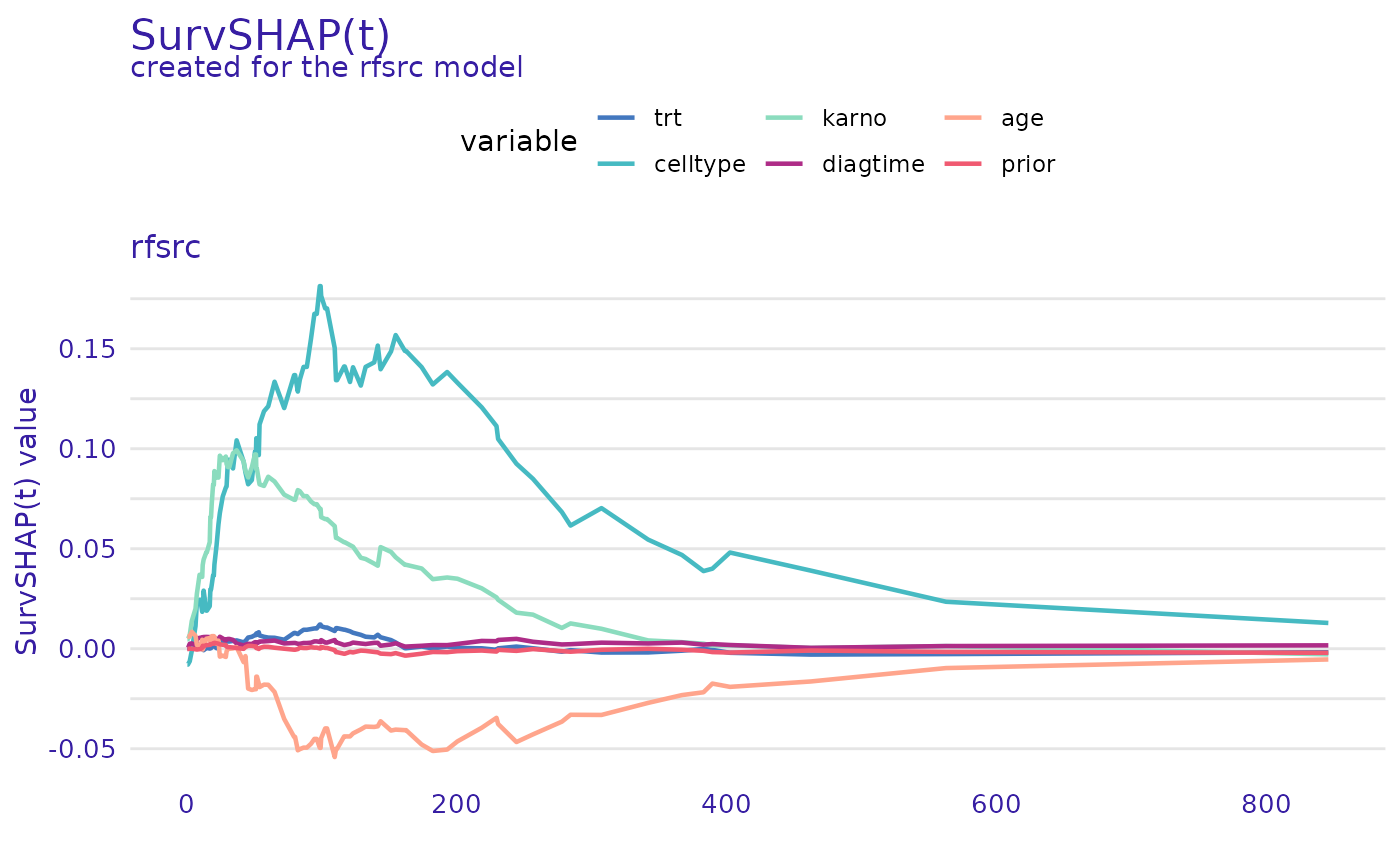 SurvSHAP(t)
created for the rfsrc model
variable
trt
karno
age
celltype
diagtime
prior
rfsrc
SurvSHAP(t) value
0.15
0.10
0.05
0.00
-0.05
0 200 400 600 800